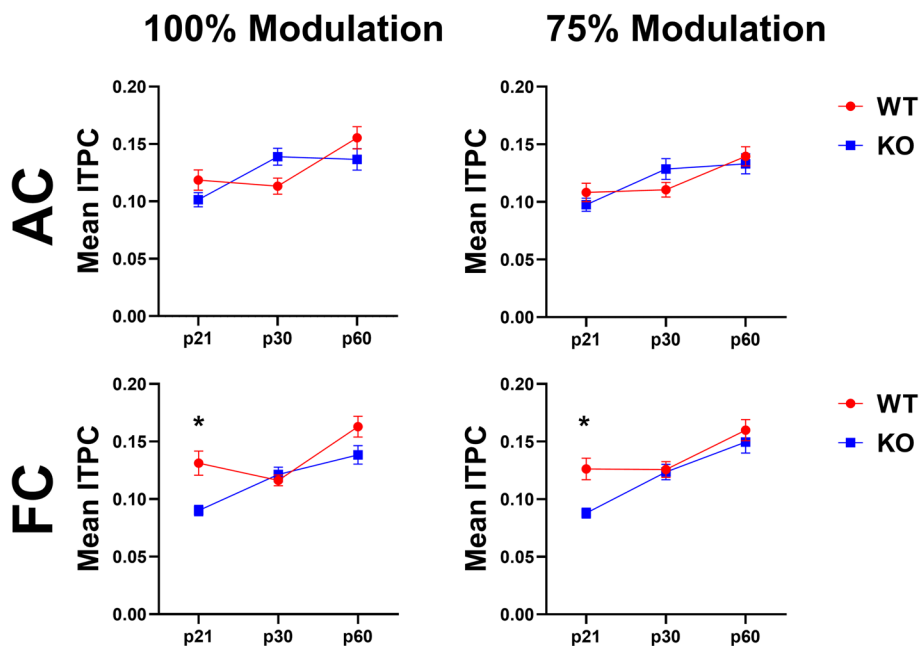 100% Modulation
75% Modulation
AC
Mean ITPC
0.20
0.15
0.10
0.05
0.00
p21 p30 p60
Mean ITPC
0.20
0.15
0.10
0.05
0.00
p21 p30 p60
WT
KO
FC
Mean ITPC
0.20
0.15
0.10
0.05
0.00
*
p21 p30 p60
Mean ITPC
0.20
0.15
0.10
0.05
0.00
*
p21 p30 p60
WT
KO